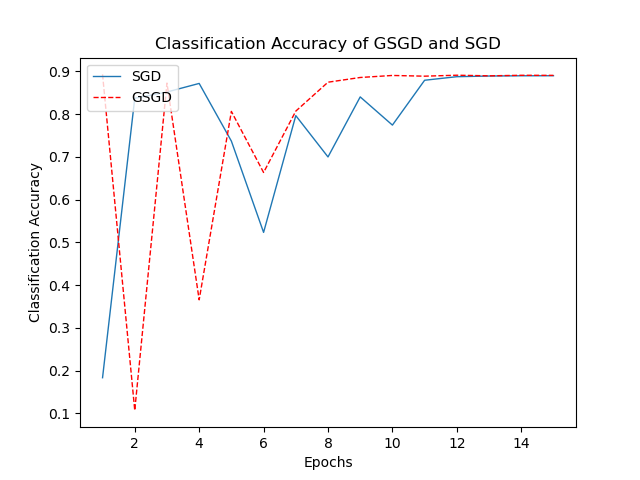 Classification Accuracy of GSGD and SGD
SGD
GSGD
Classification Accuracy
0.9
0.8
0.7
0.6
0.5
0.4
0.3
0.2
0.1
2 4 6 8 10 12 14
Epochs